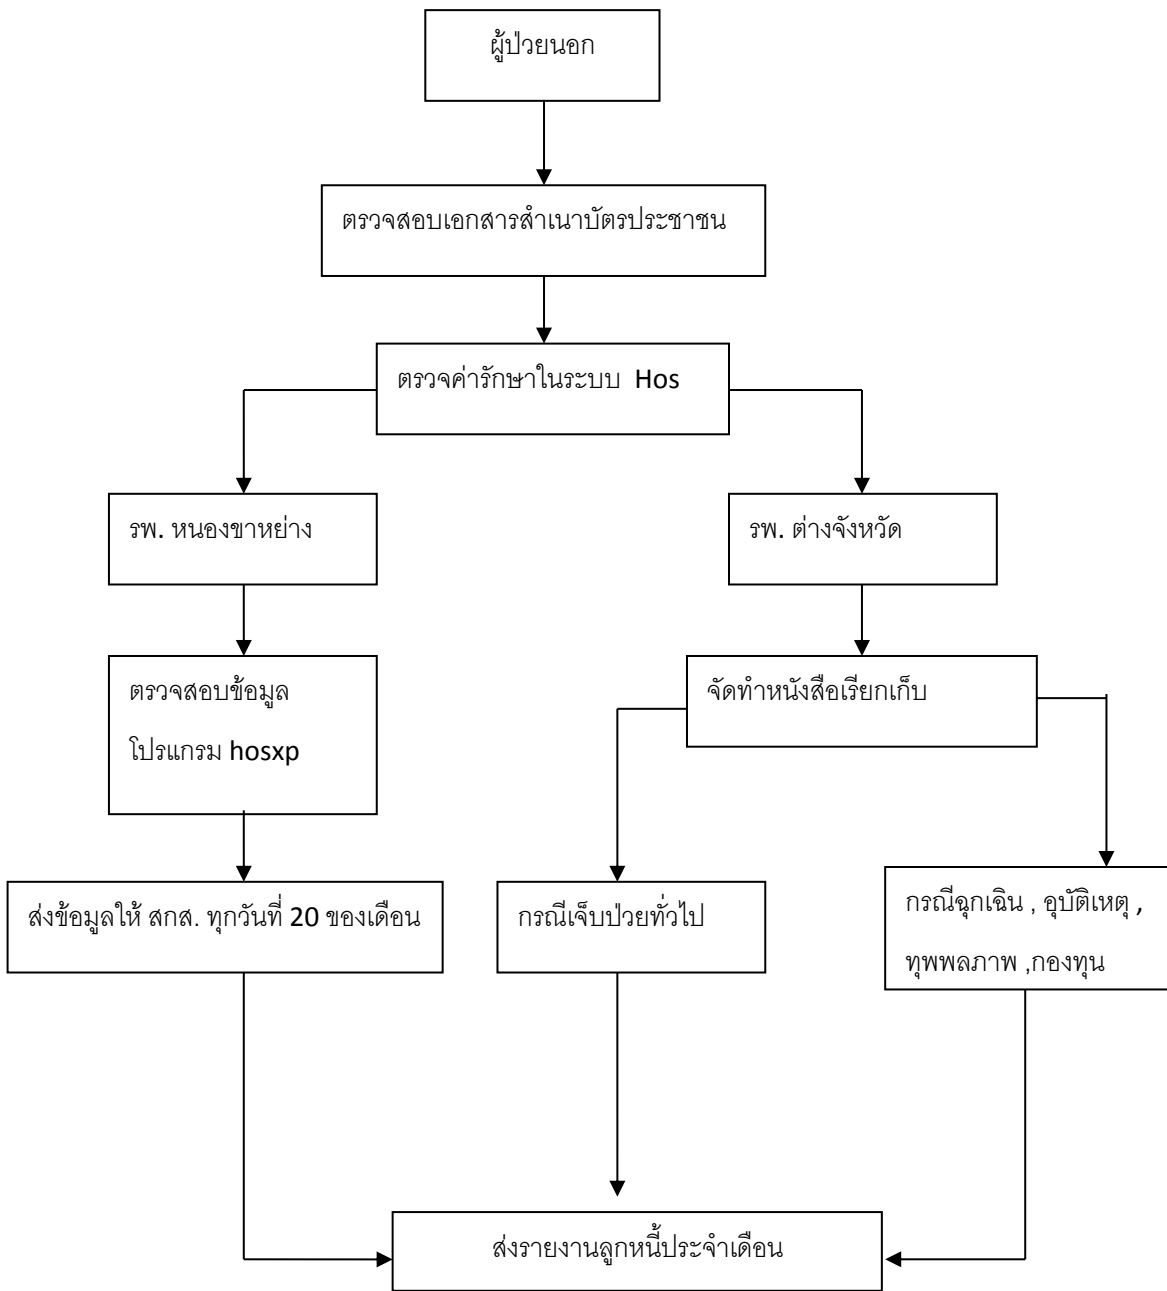 ผู้ป่วยนอก
ตรวจสอบเอกสารสำเนาบัตรประชาชน
ตรวจค่ารักษาในระบบ Hos
รพ. หนองขาหย่าง
รพ. ต่างจังหวัด
ตรวจสอบข้อมูล
โปรแกรม hosxp
จัดทำหนังสือเรียกเก็บ
ส่งข้อมูลให้ สกส. ทุกวันที่ 20 ของเดือน
กรณีเจ็บป่วยทั่วไป
กรณีฉุกเฉิน , อุบัติเหตุ ,
ทุพพลภาพ ,กองทุน
ส่งรายงานลูกหนี้ประจำเดือน